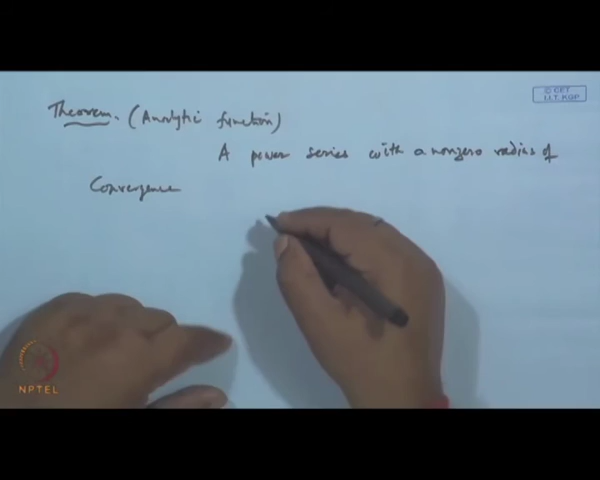 © CET
I.I.T. KGP
Theorem. (Analytic function)
A power series with a nonzero radius of
Convergence
NPTEL